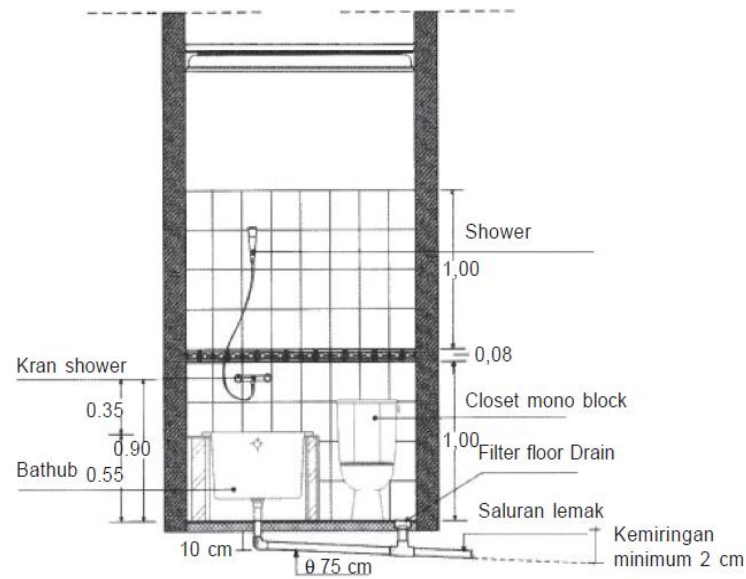 Shower
1,00
0,08
Kran shower
0.35
0.90
Closet mono block
1,00
Filter floor Drain
Bathub
0.55
Saluran lemak
10 cm
θ 75 cm
Kemiringan
minimum 2 cm